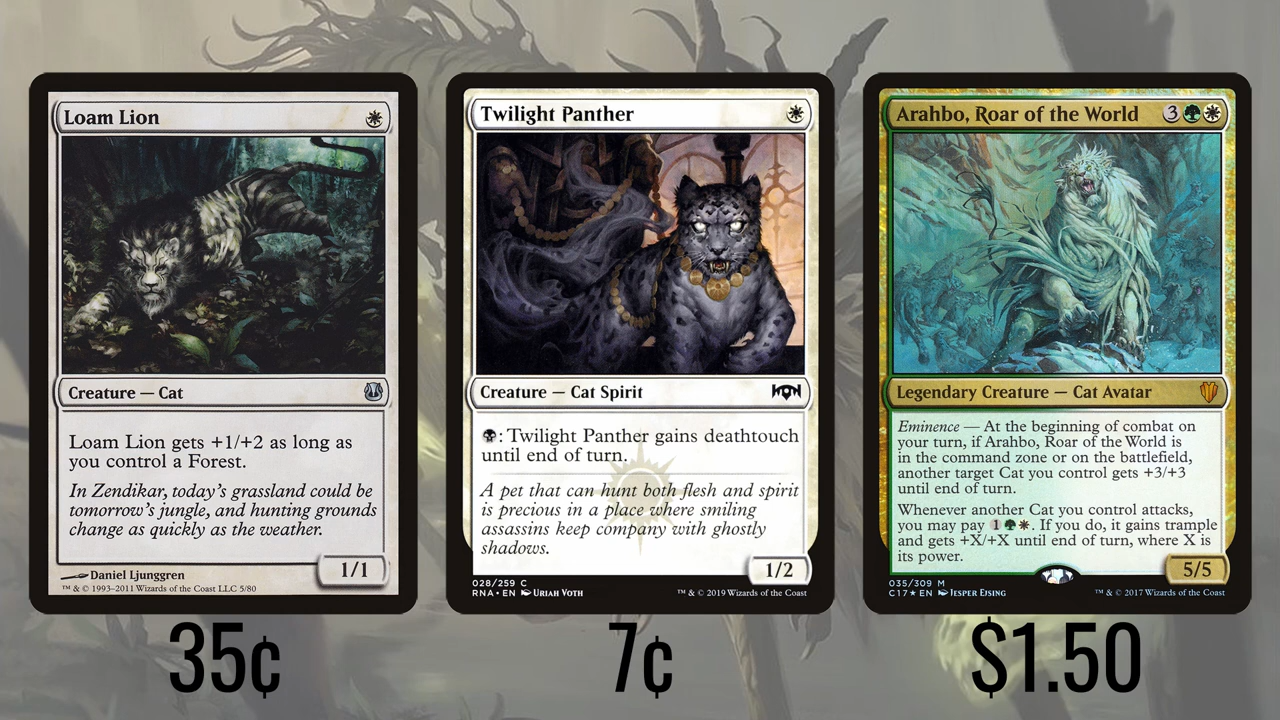 Loam Lion
Creature — Cat
Loam Lion gets +1/+2 as long as
you control a Forest.
In Zendikar, today's grassland could be
tomorrow's jungle, and hunting grounds
change as quickly as the weather.
1/1
Daniel Ljunggren
™ & © 1993–2011 Wizards of the Coast LLC 5/80
35¢
Twilight Panther
Creature — Cat Spirit
: Twilight Panther gains deathtouch
until end of turn.
A pet that can hunt both flesh and spirit
is precious in a place where smiling
assassins keep company with ghostly
shadows.
1/2
028/259 C
RNA • EN Uriah Voth
™ & © 2019 Wizards of the Coast
7¢
Arahbo, Roar of the World 3
Legendary Creature — Cat Avatar
Eminence — At the beginning of combat on
your turn, if Arahbo, Roar of the World is
in the command zone or on the battlefield,
another target Cat you control gets +3/+3
until end of turn.
Whenever another Cat you control attacks,
you may pay 1. If you do, it gains trample
and gets +X/+X until end of turn, where X is
its power.
5/5
035/309 M
C17 ★ EN Jesper Eising
™ & © 2017 Wizards of the Coast
$1.50